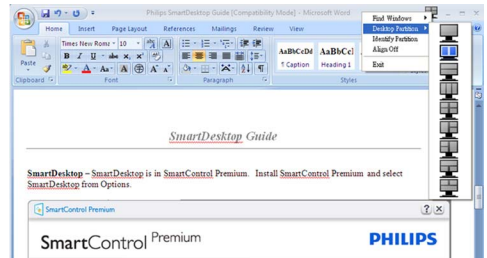 Philips SmartDesktop Guide [Compatibility Mode] - Microsoft Word
Home Insert Page Layout References Mailings Review View
Find Windows
Desktop Partition
Identify Partition
Align Off
Exit
Paste
Times New Roma 10
B I U abe x, x²
Aa
AaBbCcDd AaBbCcI
¶ Caption Heading 1
Clipboard Font Paragraph Styles
SmartDesktop Guide
SmartDesktop – SmartDesktop is in SmartControl Premium. Install SmartControl Premium and select
SmartDesktop from Options.
SmartControl Premium
SmartControl Premium
PHILIPS